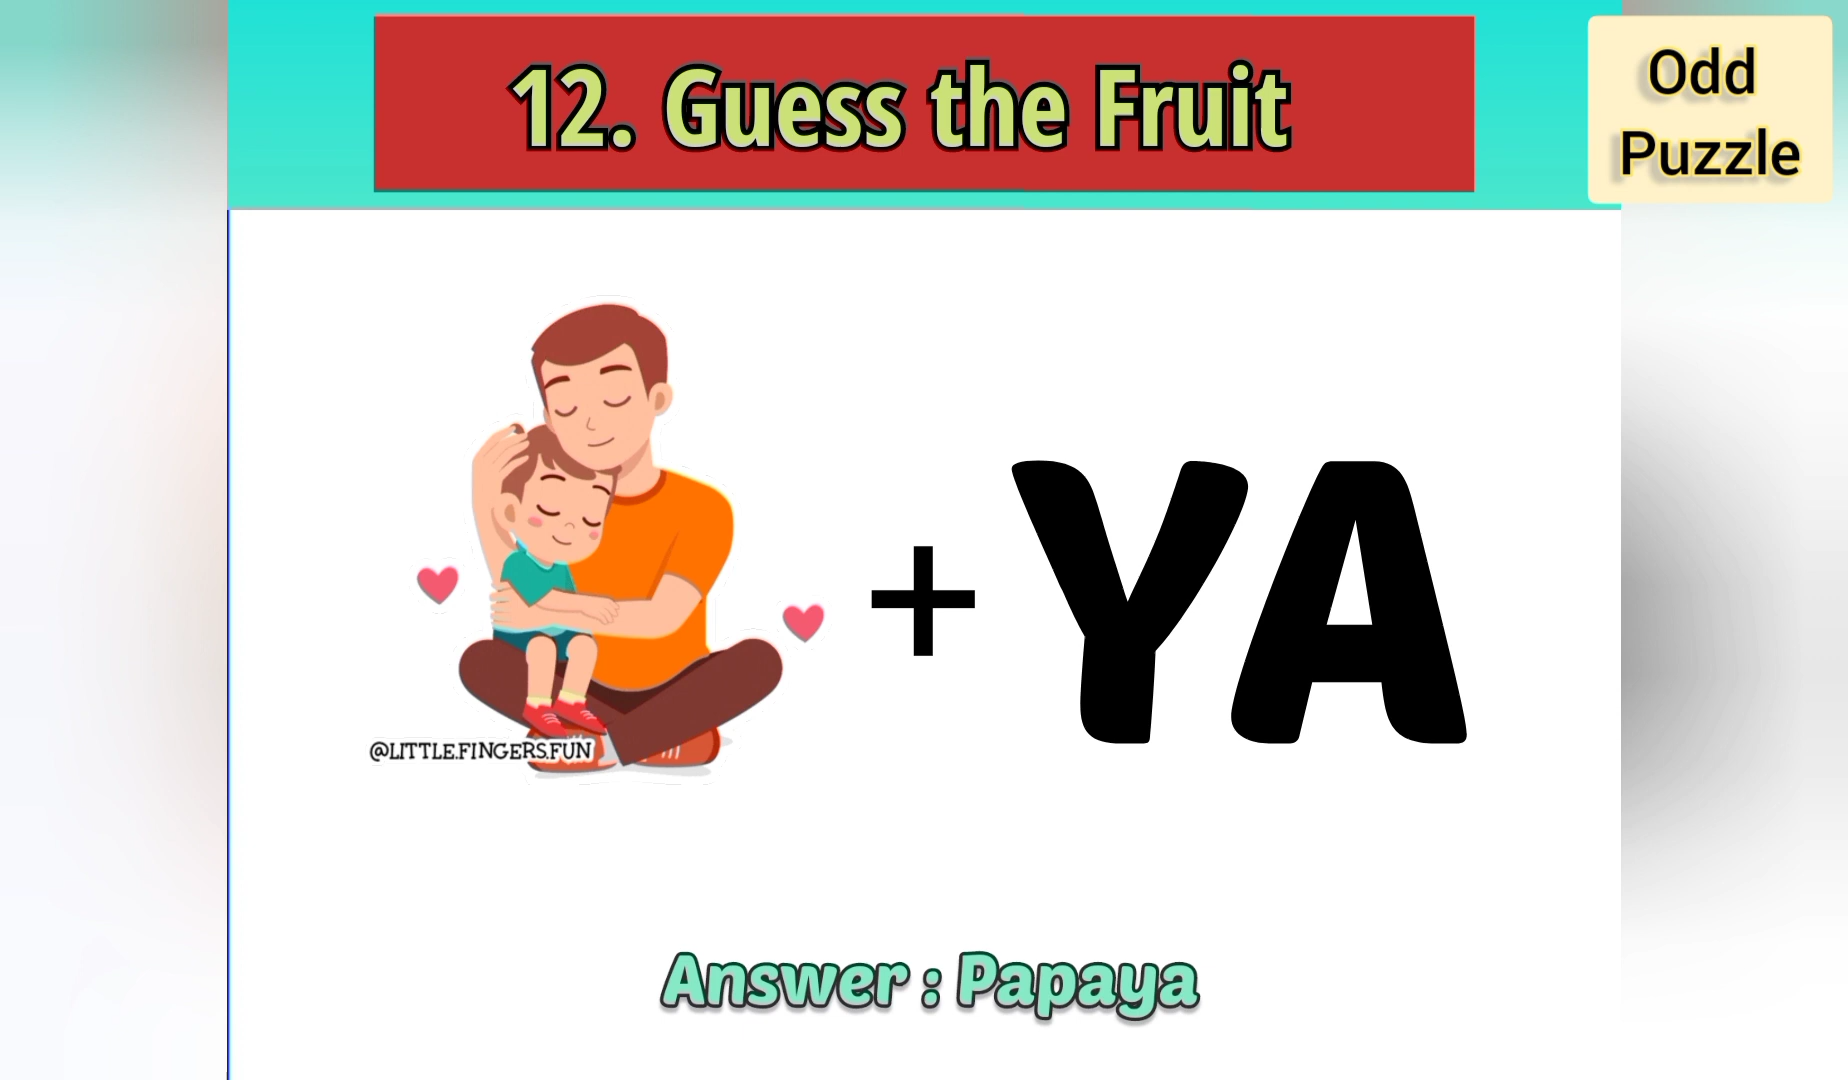 12. Guess the Fruit
Odd
Puzzle
+ YA
@LITTLE.FINGERS.FUN
Answer : Papaya